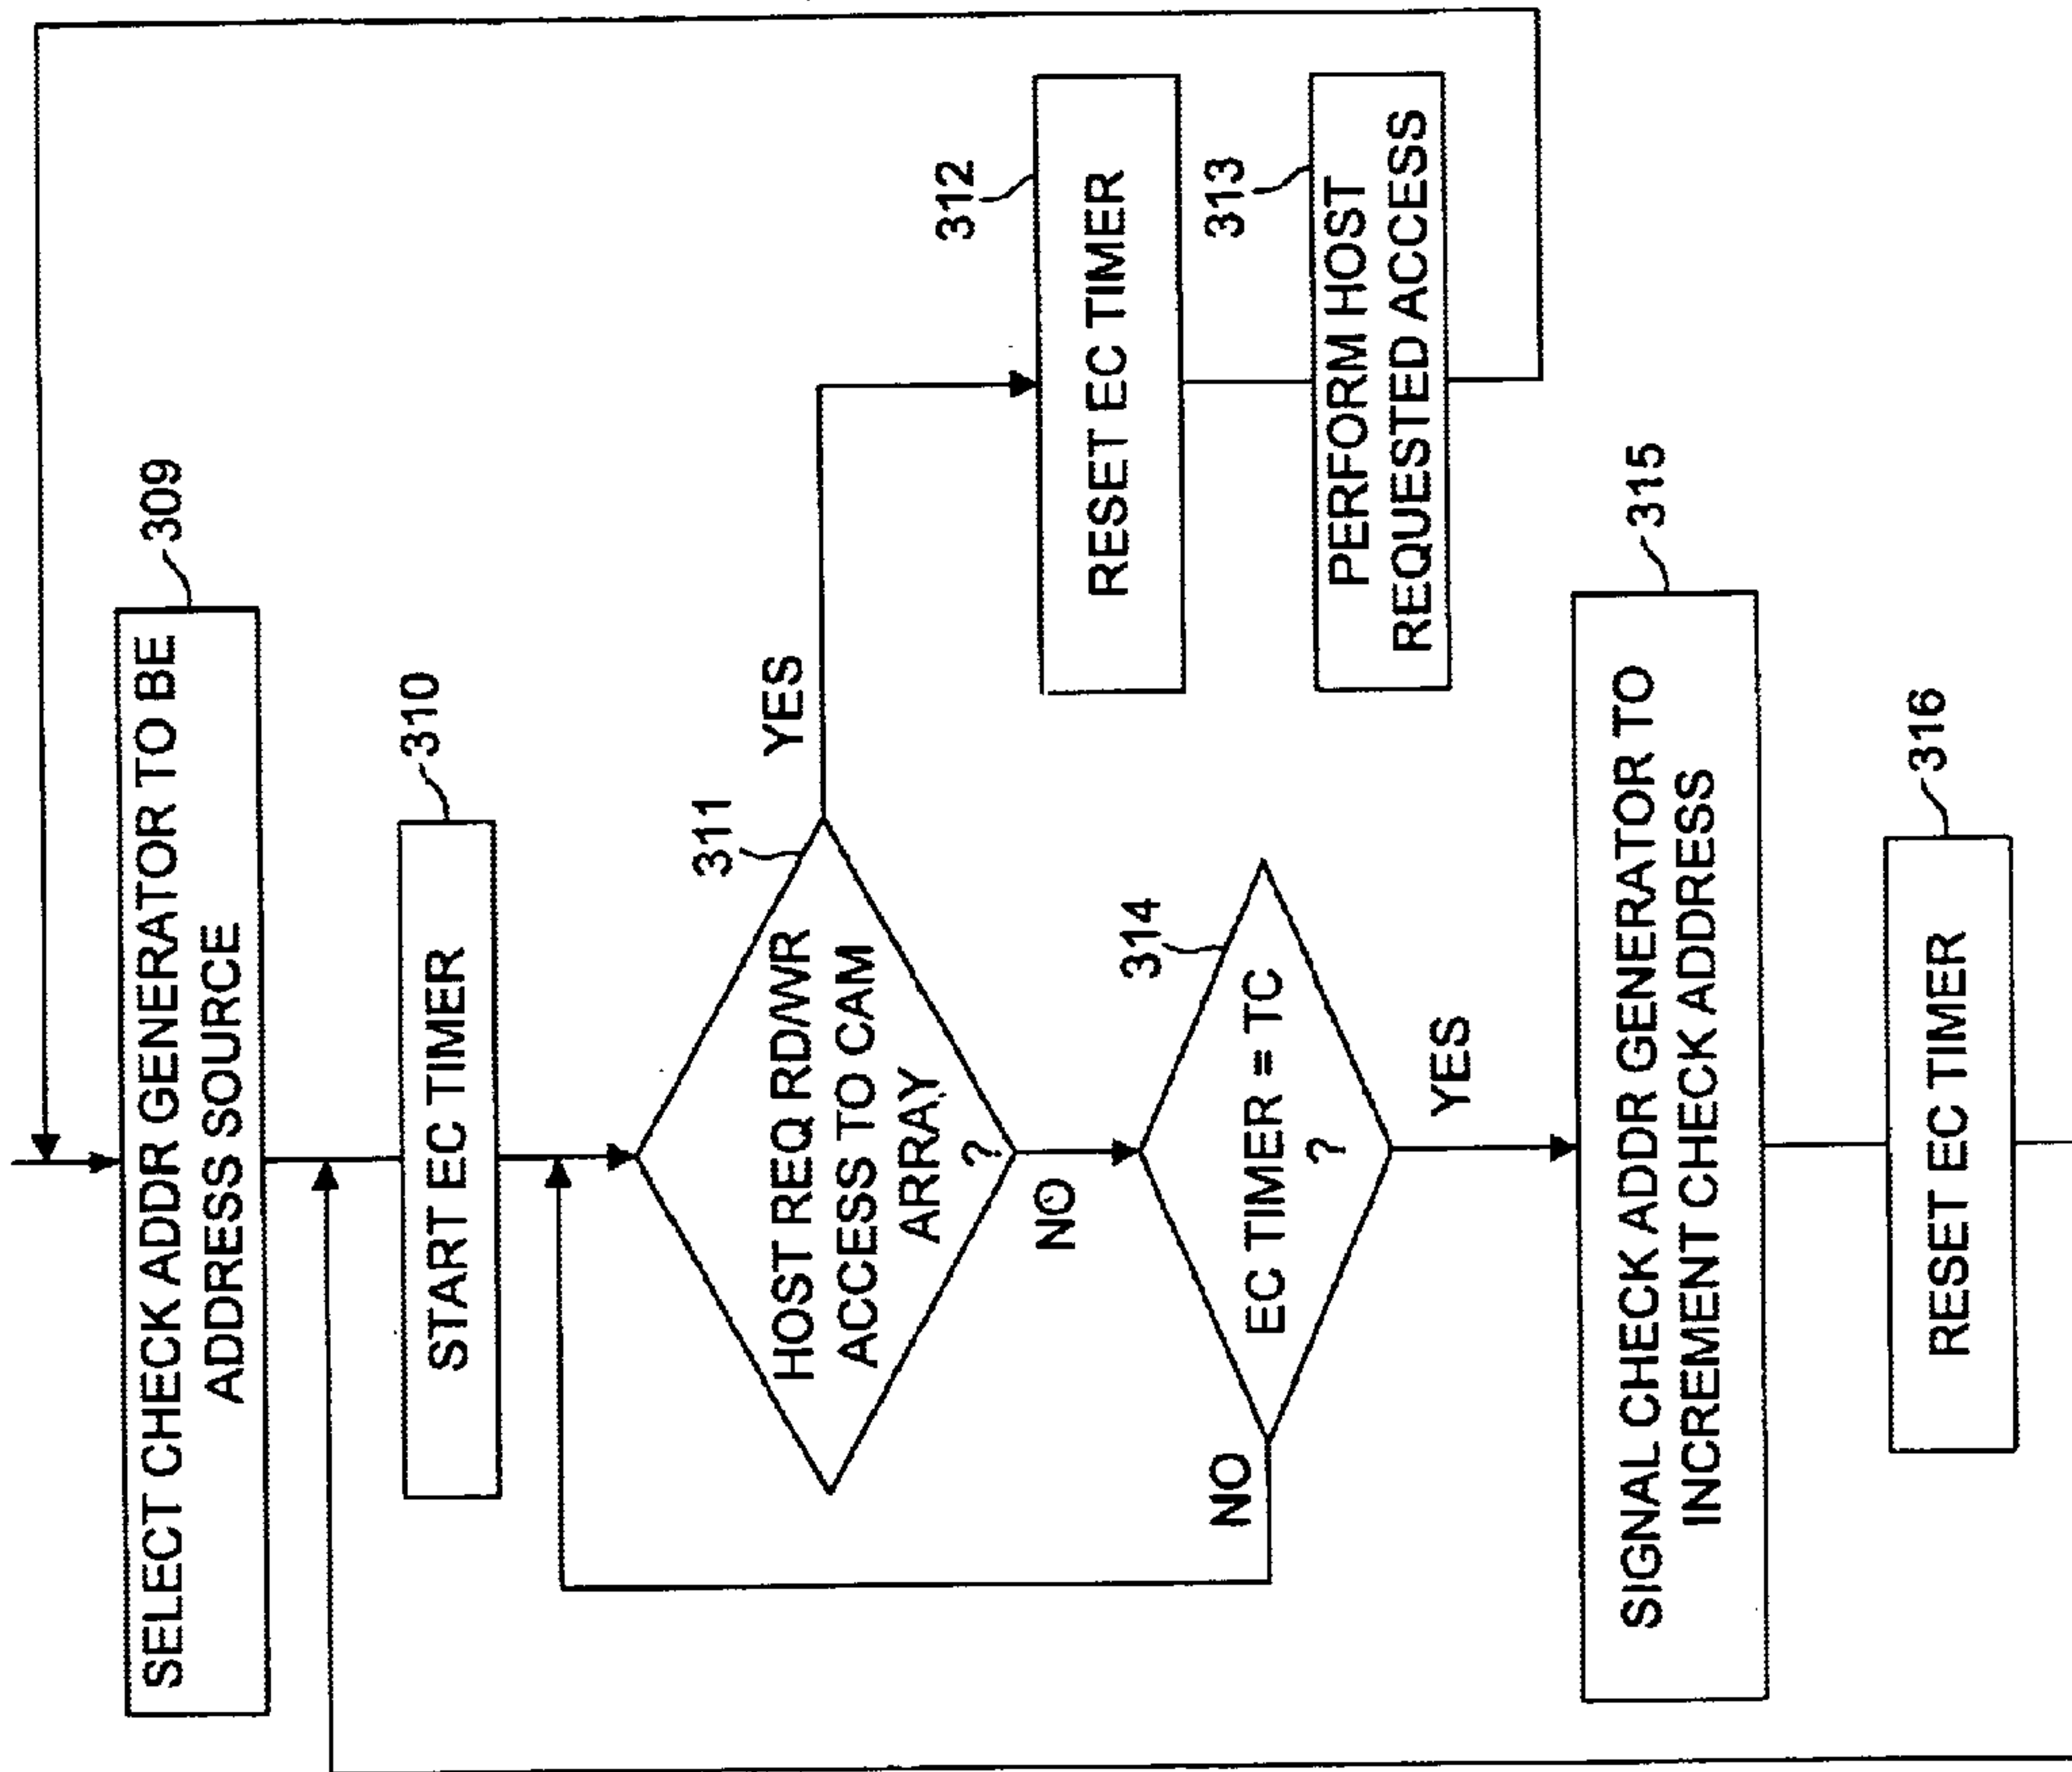 309
SELECT CHECK ADDR GENERATOR TO BE
ADDRESS SOURCE
310
START EC TIMER
311
HOST REQ RD/WR
ACCESS TO CAM
ARRAY
?
YES
NO
312
RESET EC TIMER
313
PERFORM HOST
REQUESTED ACCESS
314
EC TIMER = TC
?
NO
YES
315
SIGNAL CHECK ADDR GENERATOR TO
INCREMENT CHECK ADDRESS
316
RESET EC TIMER